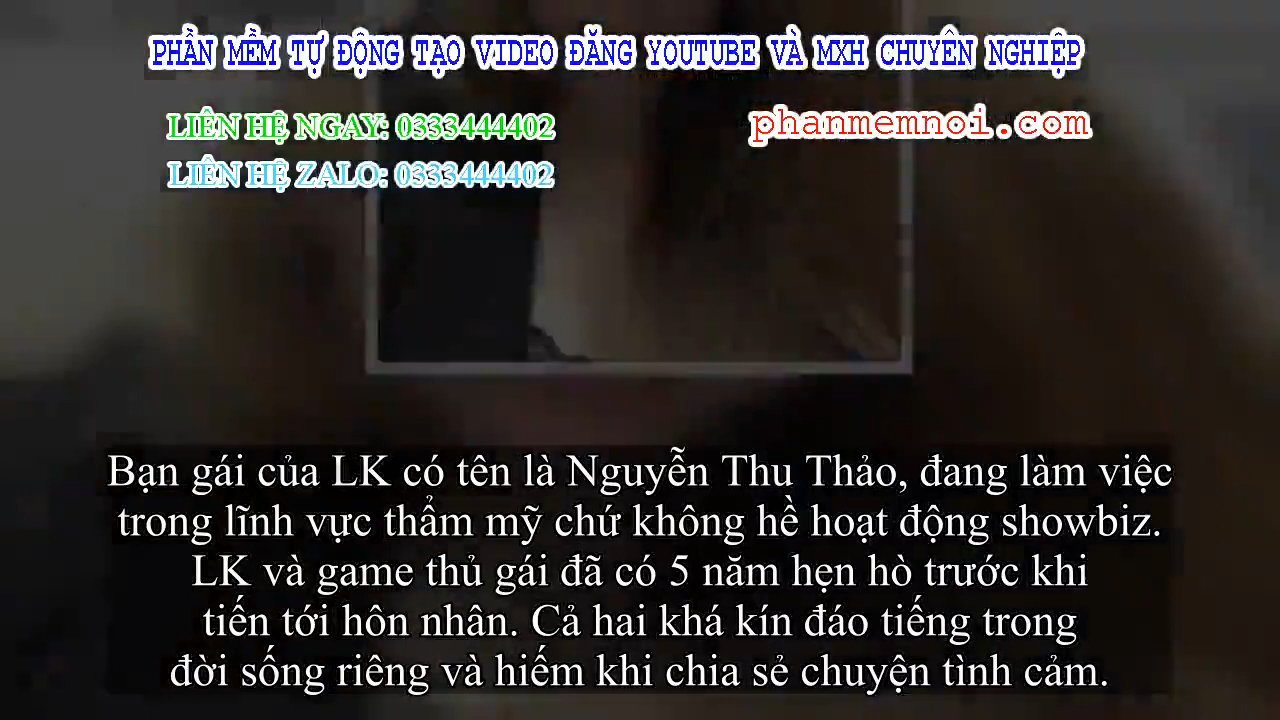 PHẦN MỀM TỰ ĐỘNG TẠO VIDEO ĐĂNG YOUTUBE VÀ MXH CHUYÊN NGHIỆP
LIÊN HỆ NGAY: 0333444402
phanmemnoi.com
LIÊN HỆ ZALO: 0333444402
Bạn gái của LK có tên là Nguyễn Thu Thảo, đang làm việc
trong lĩnh vực thẩm mỹ chứ không hề hoạt động showbiz.
LK và game thủ gái đã có 5 năm hẹn hò trước khi
tiến tới hôn nhân. Cả hai khá kín đáo tiếng trong
đời sống riêng và hiếm khi chia sẻ chuyện tình cảm.